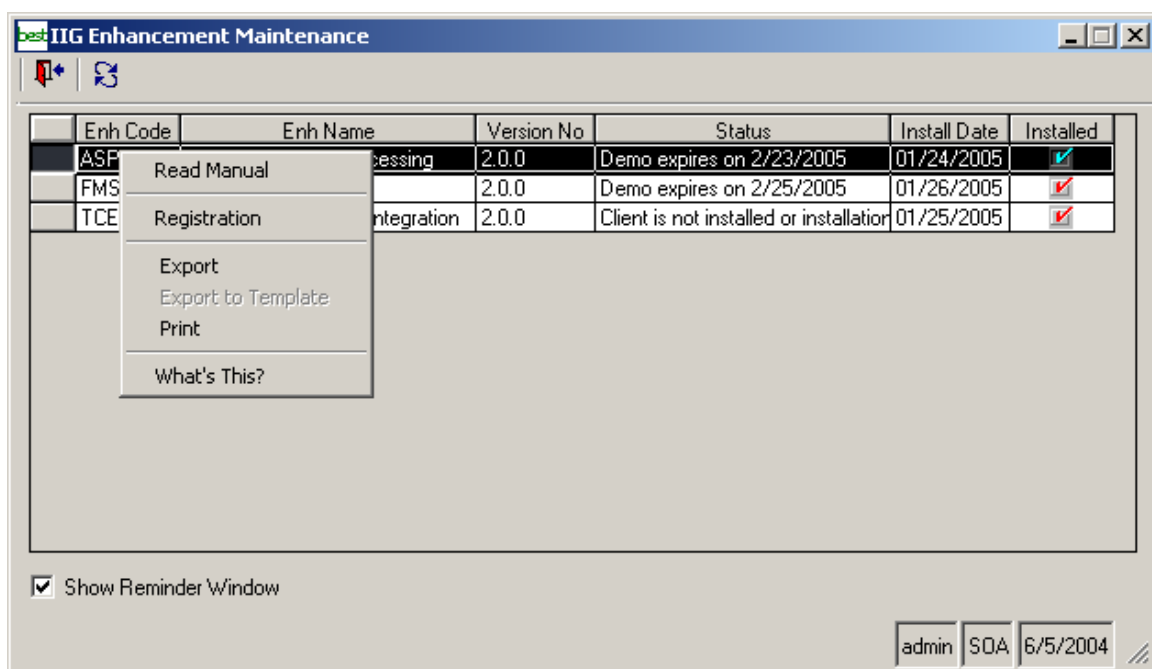 best IIG Enhancement Maintenance
Enh Code Enh Name Version No Status Install Date Installed
ASP cessing 2.0.0 Demo expires on 2/23/2005 01/24/2005
FMS 2.0.0 Demo expires on 2/25/2005 01/26/2005
TCE ntegration 2.0.0 Client is not installed or installation 01/25/2005
Read Manual
Registration
Export
Export to Template
Print
What's This?
Show Reminder Window
admin SOA 6/5/2004